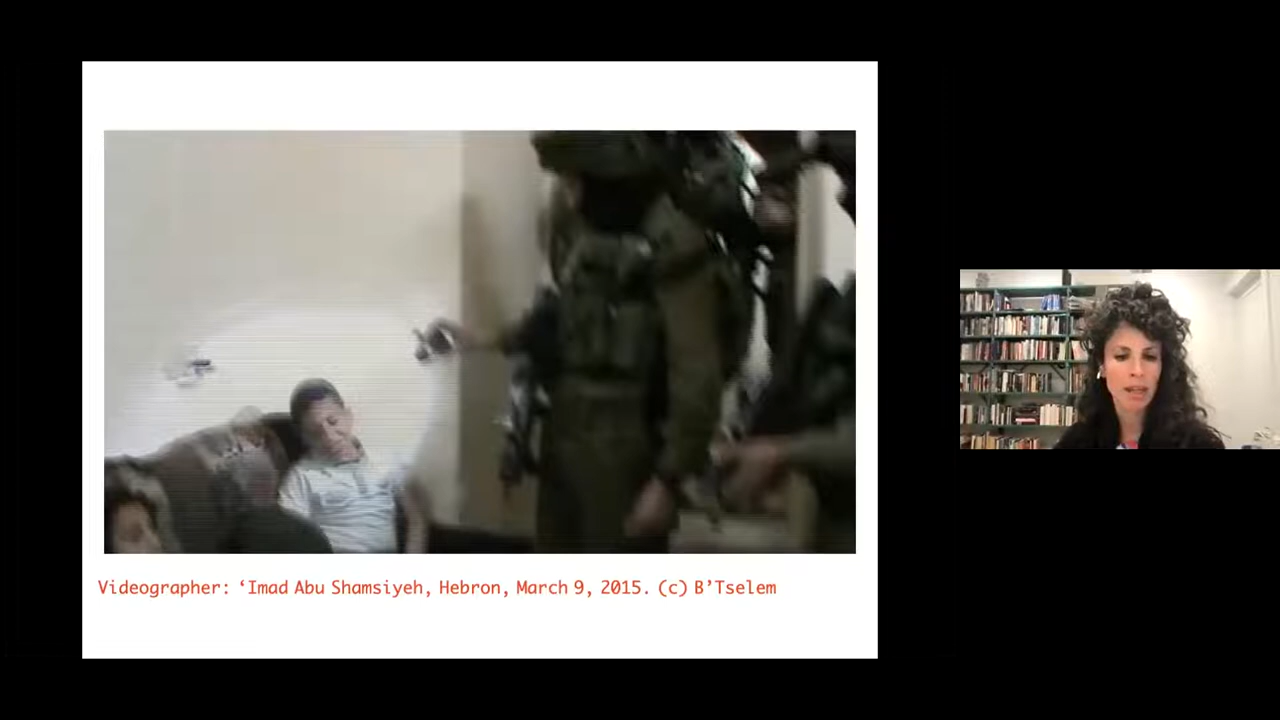 Videographer: ‘Imad Abu Shamsiyeh, Hebron, March 9, 2015. (c) B’Tselem